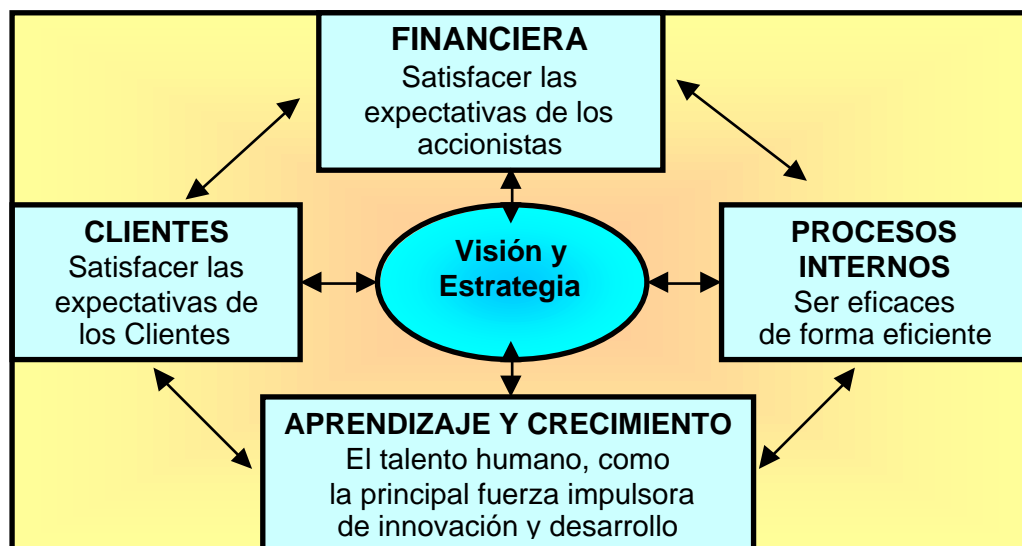 FINANCIERA
Satisfacer las
expectativas de los
accionistas
CLIENTES
Satisfacer las
expectativas de
los Clientes
Visión y
Estrategia
PROCESOS
INTERNOS
Ser eficaces
de forma eficiente
APRENDIZAJE Y CRECIMIENTO
El talento humano, como
la principal fuerza impulsora
de innovación y desarrollo